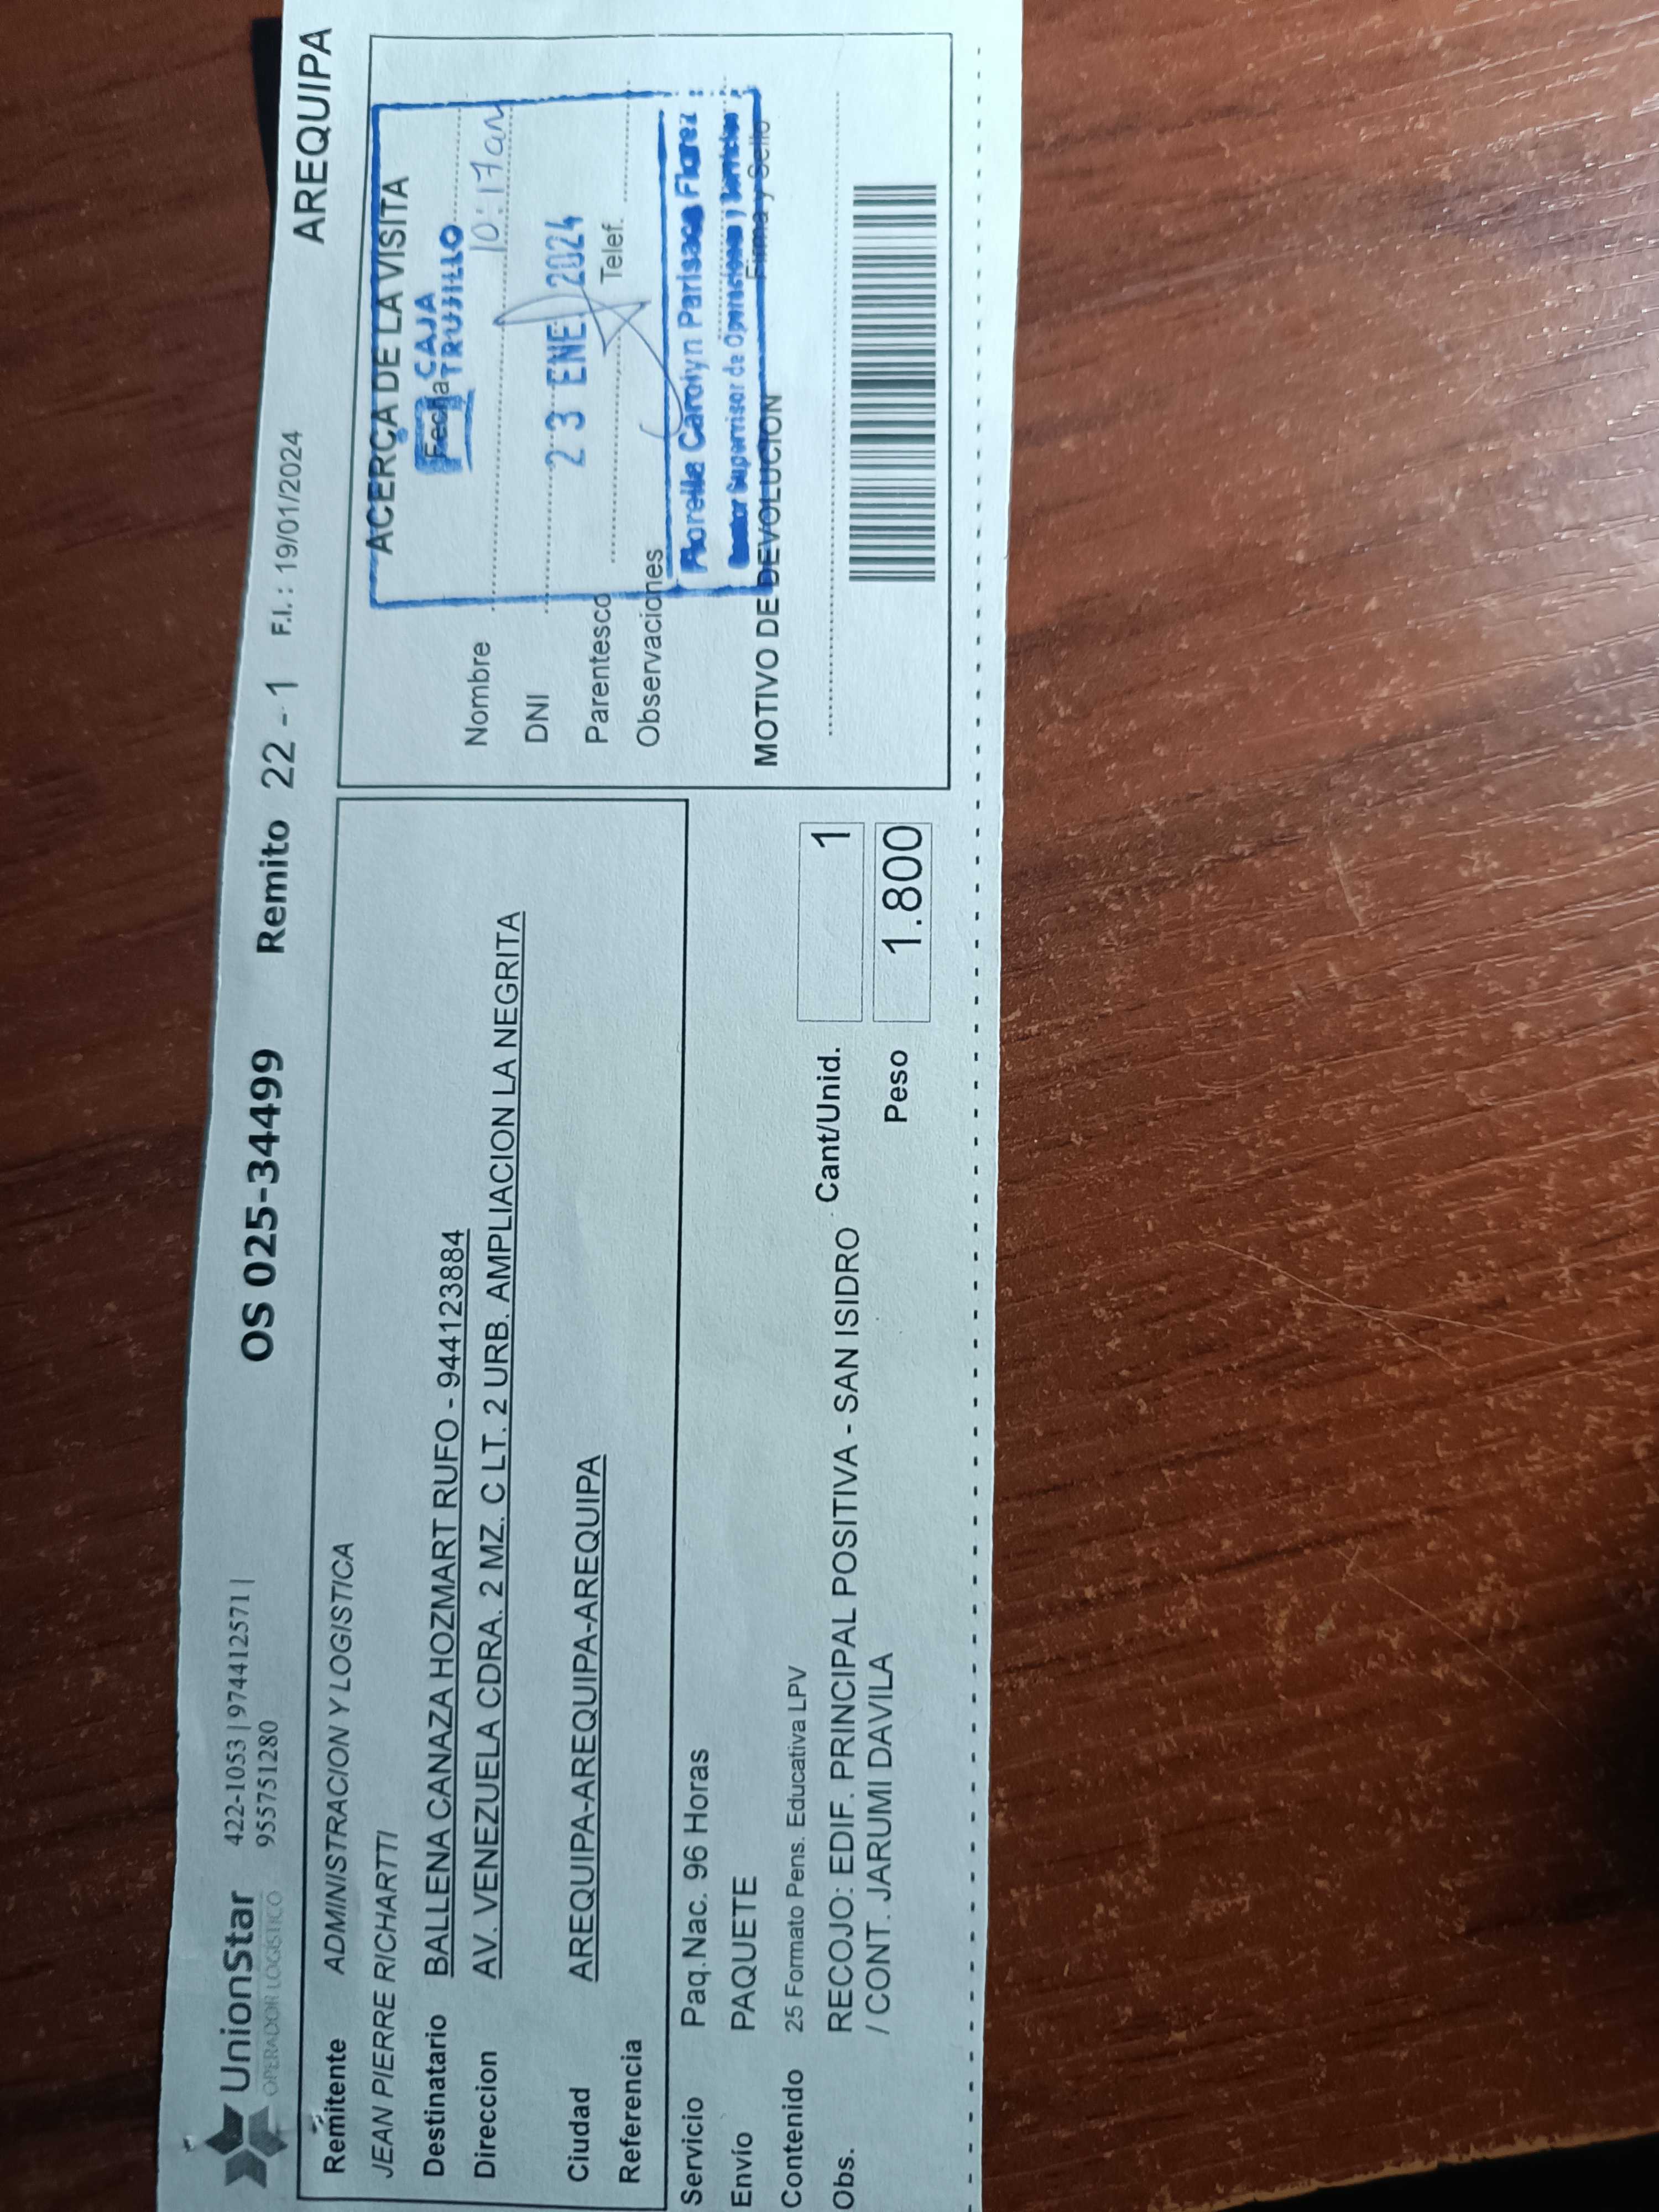 UnionStar
OPERADOR LOGISTICO
422-1053 | 974412571 |
955751280
OS 025-34499
Remito 22 - 1 F.I. : 19/01/2024
AREQUIPA
Remitente ADMINISTRACION Y LOGISTICA
JEAN PIERRE RICHARTTI
Destinatario BALLENA CANAZA HOZMART RUFO - 944123884
Direccion AV. VENEZUELA CDRA. 2 MZ. C LT. 2 URB. AMPLIACION LA NEGRITA
Ciudad AREQUIPA-AREQUIPA-AREQUIPA
Referencia
Servicio Paq.Nac. 96 Horas
Envío PAQUETE
Contenido 25 Formato Pens. Educativa LPV
Obs. RECOJO: EDIF. PRINCIPAL POSITIVA - SAN ISIDRO
/ CONT. JARUMI DAVILA
Cant/Unid. 1
Peso 1.800
ACERCA DE LA VISITA
Fecha
CAJA
TRUJILLO
10:17am
Nombre
DNI
23 ENE 2024
Parentesco
Telef.
Observaciones
Fiorella Carolyn Parisaca Florez
Supervisor de Operaciones y Servicios
Firma y Sello
MOTIVO DE DEVOLUCION